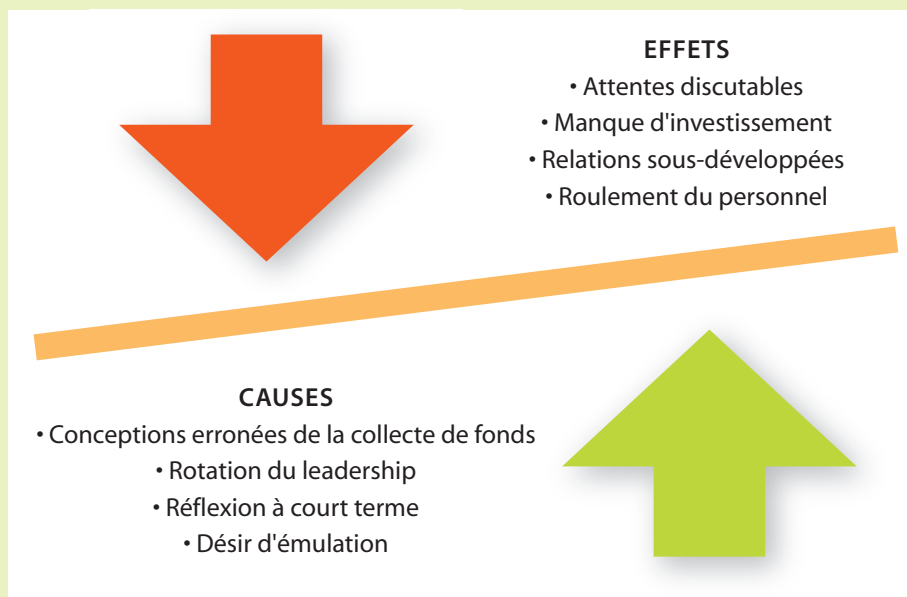 EFFETS
• Attentes discutables
• Manque d'investissement
• Relations sous-développées
• Roulement du personnel
CAUSES
• Conceptions erronées de la collecte de fonds
• Rotation du leadership
• Réflexion à court terme
• Désir d'émulation